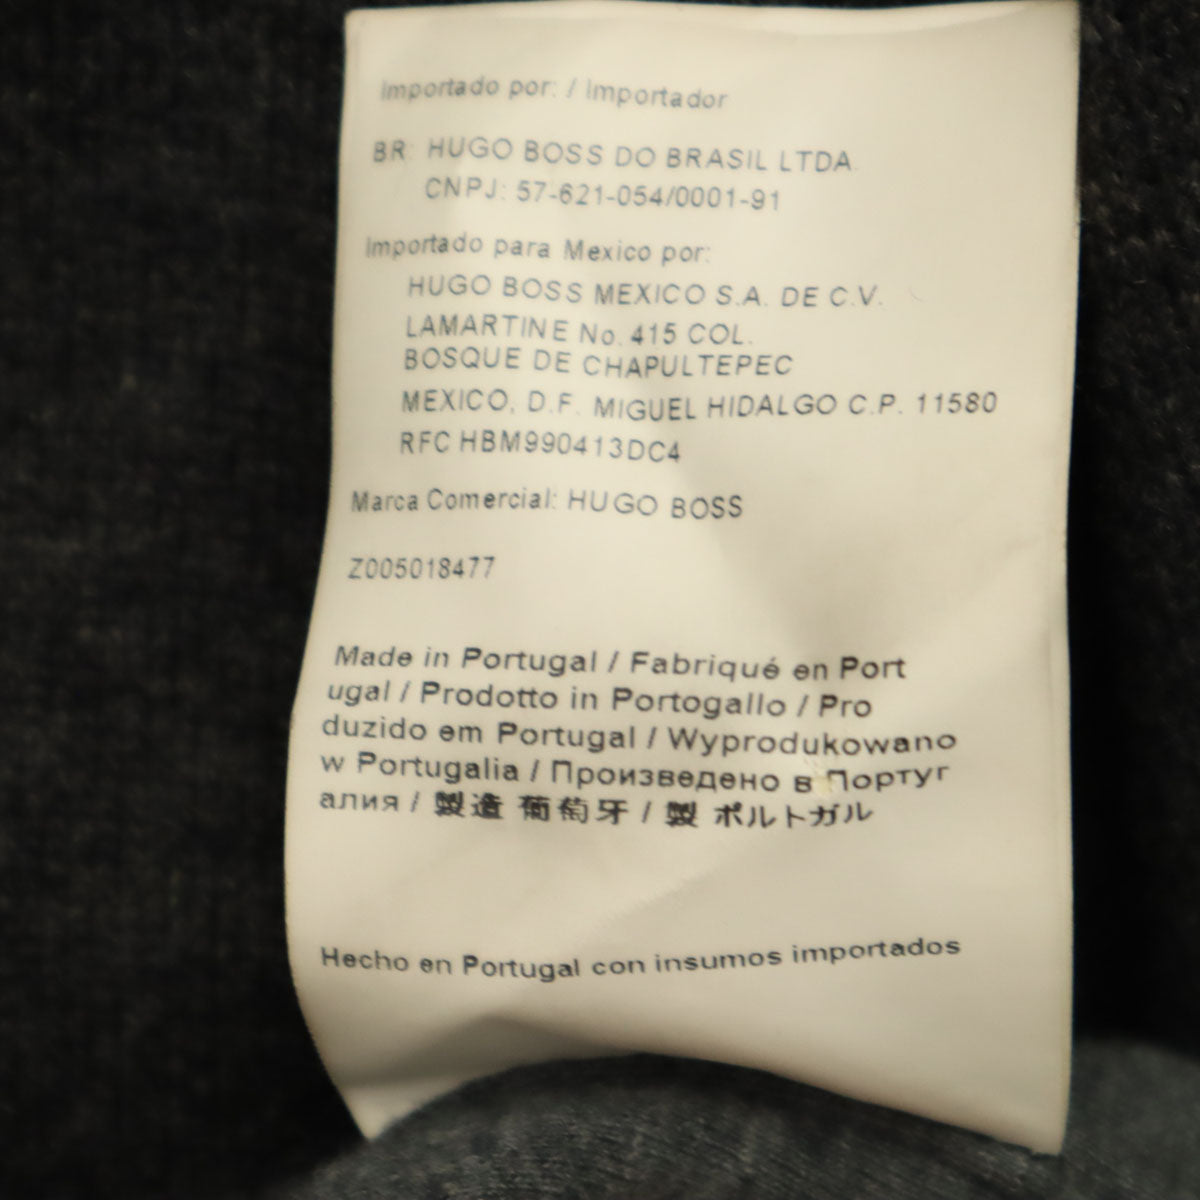 Importado por: / Importador
BR: HUGO BOSS DO BRASIL LTDA.
CNPJ: 57-621-054/0001-91
Importado para Mexico por:
HUGO BOSS MEXICO S.A. DE C.V.
LAMARTINE No. 415 COL.
BOSQUE DE CHAPULTEPEC
MEXICO, D.F. MIGUEL HIDALGO C.P. 11580
RFC HBM990413DC4
Marca Comercial: HUGO BOSS
Z005018477
Made in Portugal / Fabriqué en Port
ugal / Prodotto in Portogallo / Pro
duzido em Portugal / Wyprodukowano
w Portugalia / Произведено в Португ
алия / 製造 葡萄牙 / 製 ポルトガル
Hecho en Portugal con insumos importados